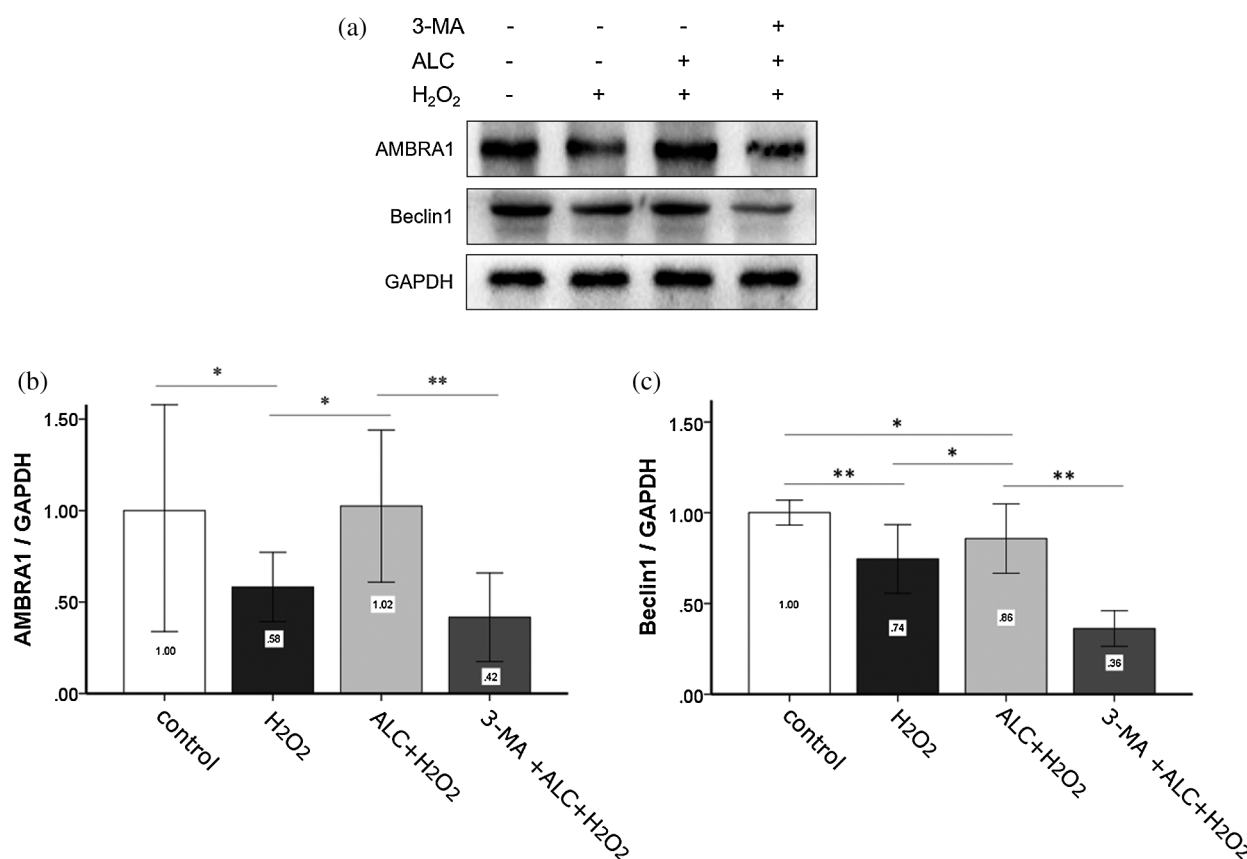 (a)
3-MA - - - +
ALC - - + +
H₂O₂ - + + +
AMBRA1
Beclin1
GAPDH
(b)
* * **
AMBRA1 / GAPDH
1.50
1.00
.50
.00
1.00 .58 1.02 .42
control H2O2 ALC+H2O2 3-MA +ALC+H2O2
(c)
*
** * **
Beclin1 / GAPDH
1.50
1.00
.50
.00
1.00 .74 .86 .36
control H2O2 ALC+H2O2 3-MA +ALC+H2O2